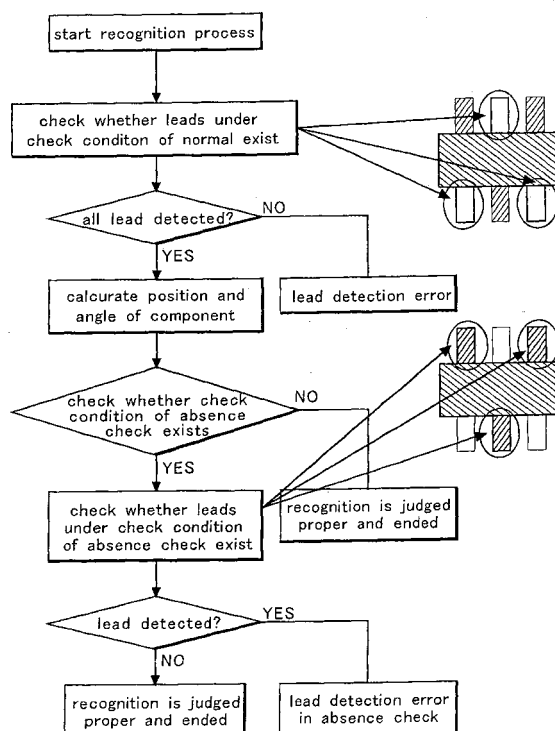 start recognition process
check whether leads under
check conditon of normal exist
all lead detected?
NO
YES
calcurate position and
angle of component
lead detection error
check whether check
condition of absence
check exists
NO
YES
check whether leads
under check condition
of absence check exist
recognition is judged
proper and ended
lead detected?
YES
NO
recognition is judged
proper and ended
lead detection error
in absence check